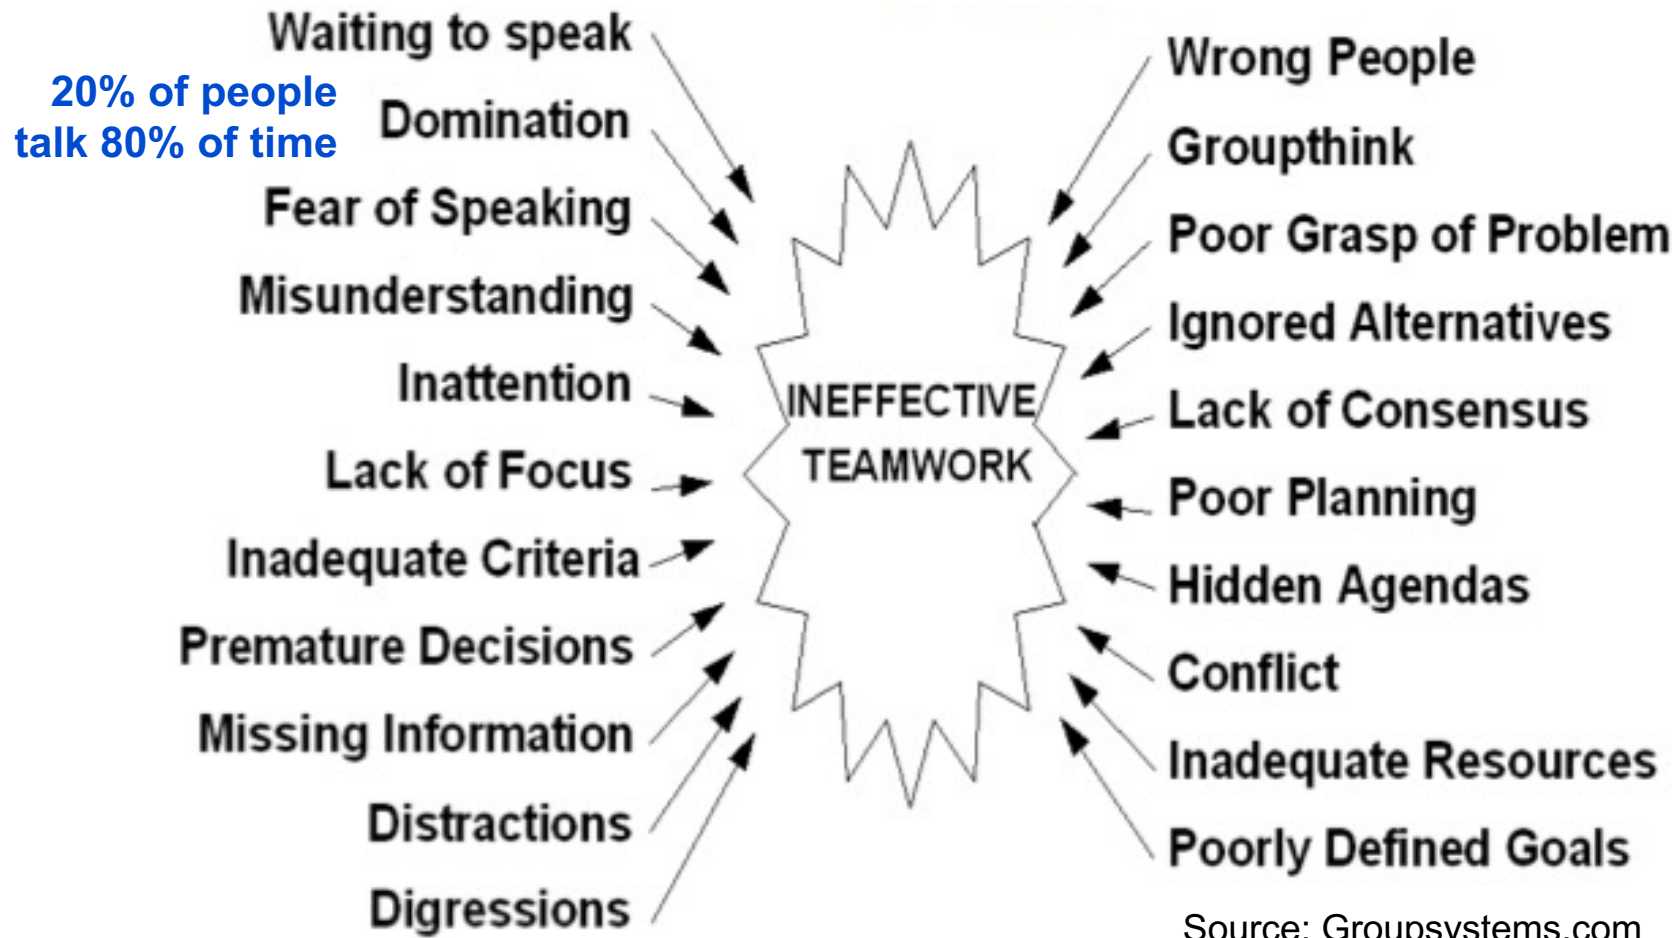 Waiting to speak
20% of people
talk 80% of time
Domination
Fear of Speaking
Misunderstanding
Inattention
Lack of Focus
Inadequate Criteria
Premature Decisions
Missing Information
Distractions
Digressions
INEFFECTIVE
TEAMWORK
Wrong People
Groupthink
Poor Grasp of Problem
Ignored Alternatives
Lack of Consensus
Poor Planning
Hidden Agendas
Conflict
Inadequate Resources
Poorly Defined Goals
Source: Groupsystems.com